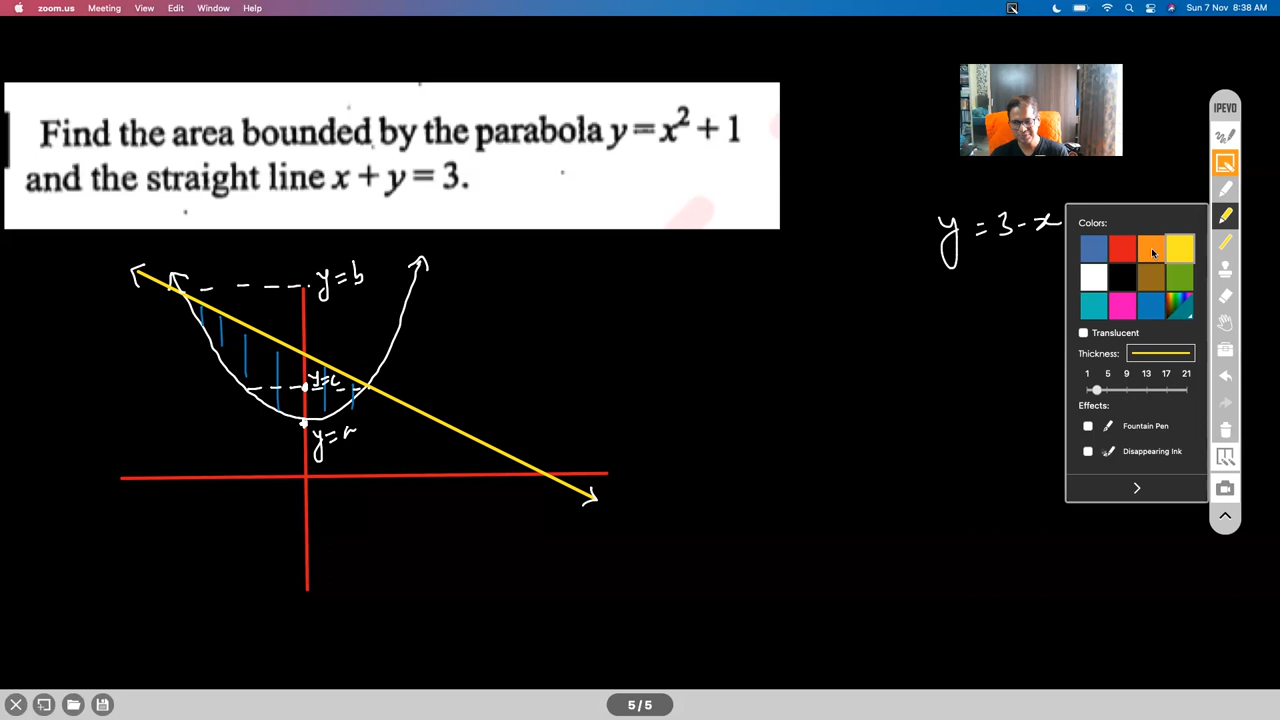 zoom.us Meeting View Edit Window Help
Sun 7 Nov 8:38 AM
Find the area bounded by the parabola y=x²+1
and the straight line x + y = 3.
IPEVO
y = 3-x
Colors:
Translucent
Thickness:
1 5 9 13 17 21
Effects:
Fountain Pen
Disappearing Ink
y=b
y=c
y=a
5 / 5